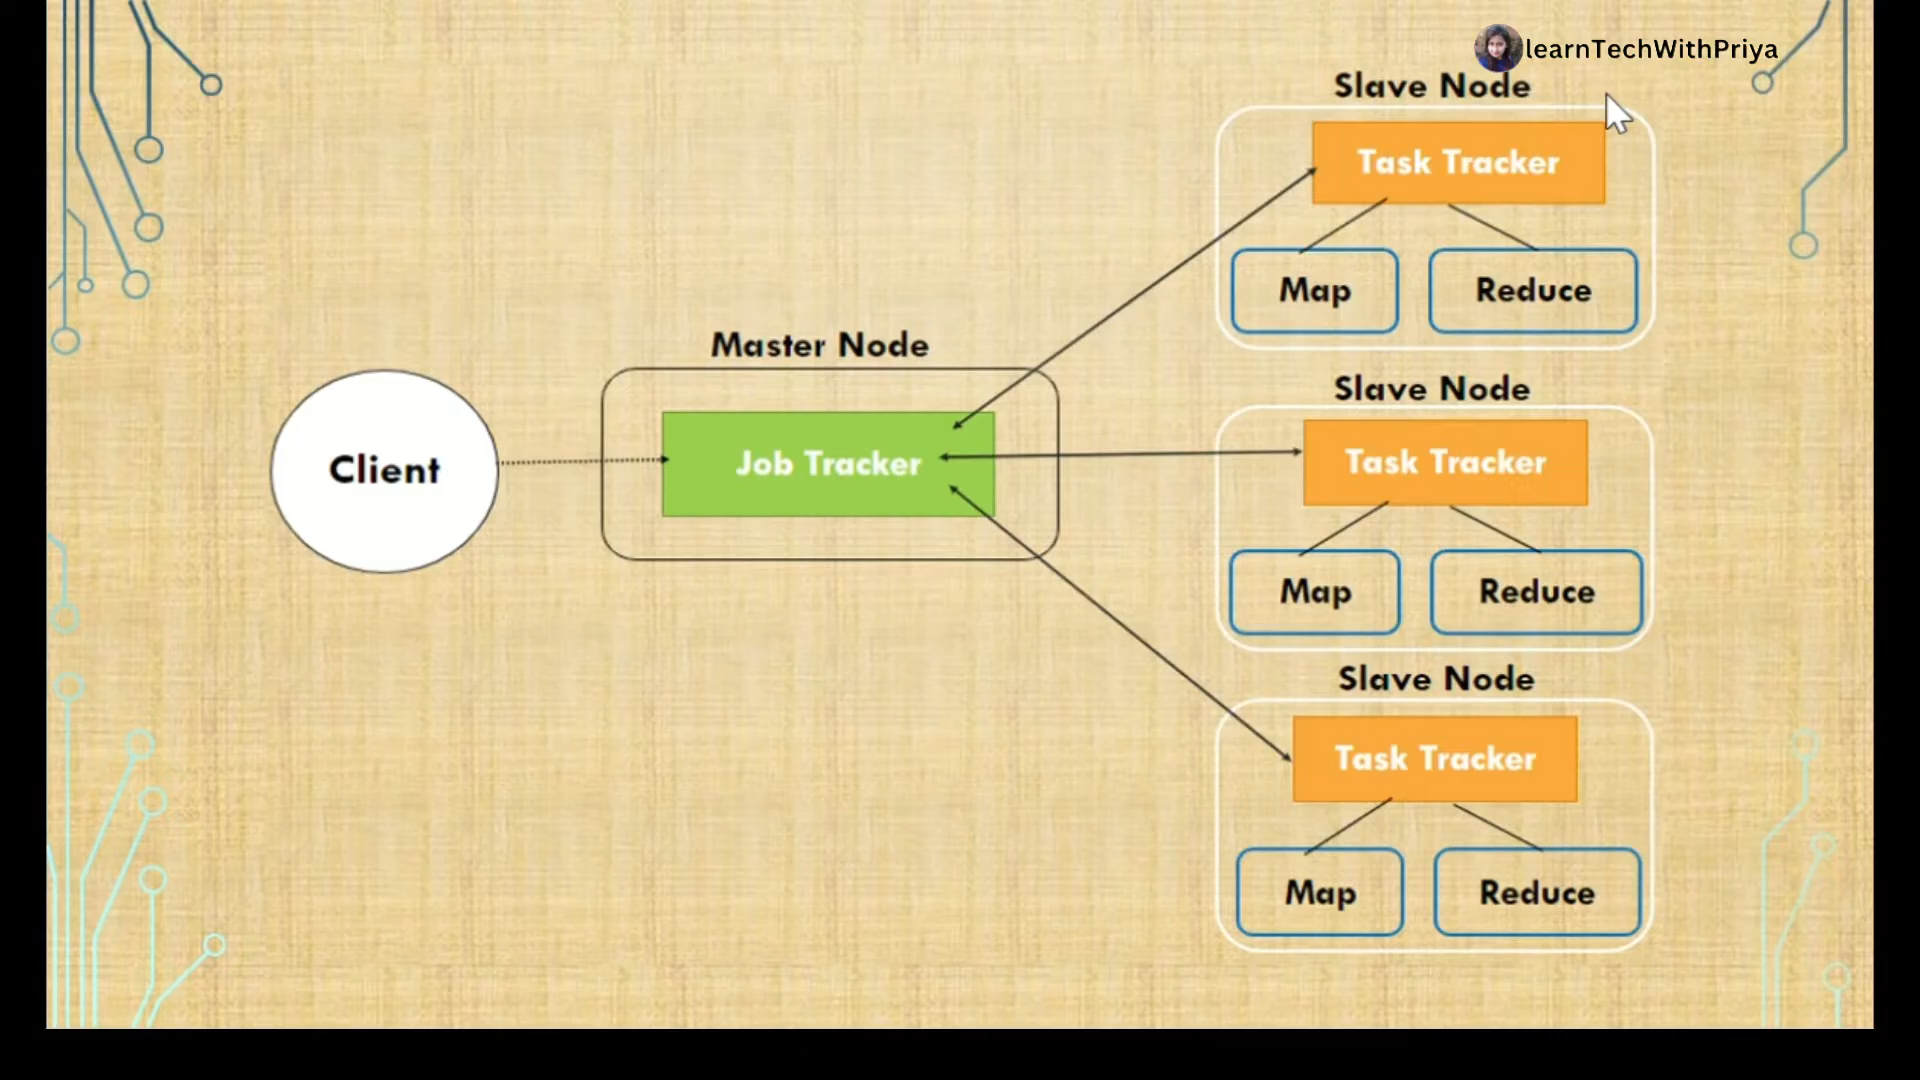 learnTechWithPriya
Slave Node
Task Tracker
Map
Reduce
Master Node
Client
Job Tracker
Slave Node
Task Tracker
Map
Reduce
Slave Node
Task Tracker
Map
Reduce